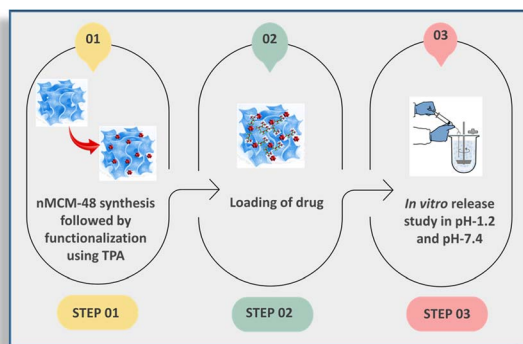 01
nMCM-48 synthesis
followed by
functionalization
using TPA
STEP 01
02
Loading of drug
STEP 02
03
In vitro release
study in pH-1.2
and pH-7.4
STEP 03